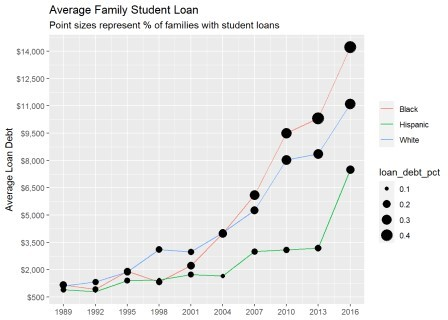 Average Family Student Loan
Point sizes represent % of families with student loans
$14,000
$12,500
$11,000
$9,500
$8,000
$6,500
$5,000
$3,500
$2,000
$500
Average Loan Debt
1989 1992 1995 1998 2001 2004 2007 2010 2013 2016
Black
Hispanic
White
loan_debt_pct
0.1
0.2
0.3
0.4